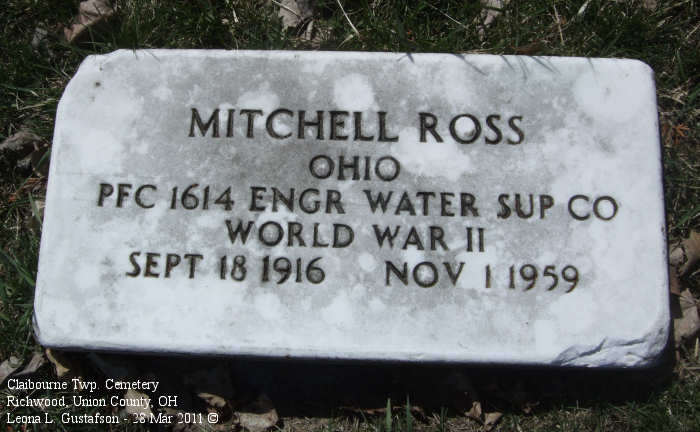 MITCHELL ROSS
OHIO
PFC 1614 ENGR WATER SUP CO
WORLD WAR II
SEPT 18 1916 NOV 1 1959
Claibourne Twp. Cemetery
Richwood, Union County, OH
Leona L. Gustafson - 28 Mar 2011 ©